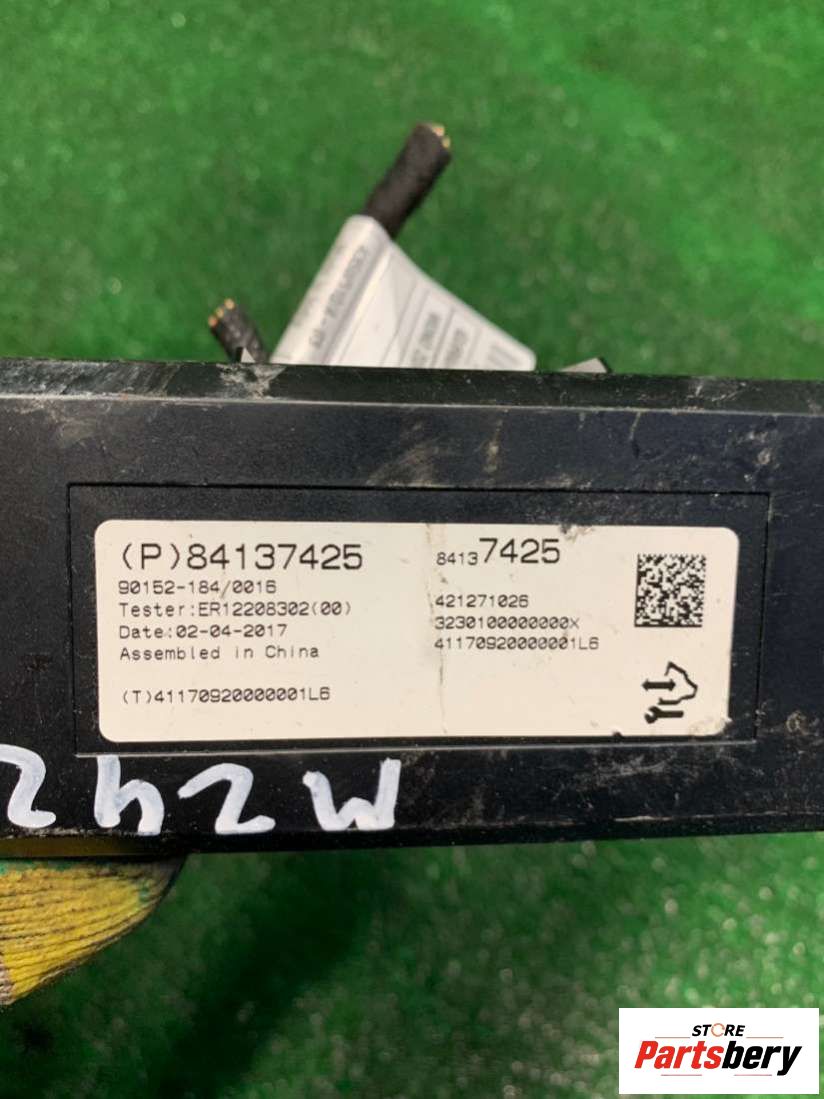 (P)84137425
90152-184/0016
Tester:ER12208302(00)
Date:02-04-2017
Assembled in China
(T)41170920000001L6
84137425
421271026
3230100000000X
41170920000001L6
STORE
Partsbery